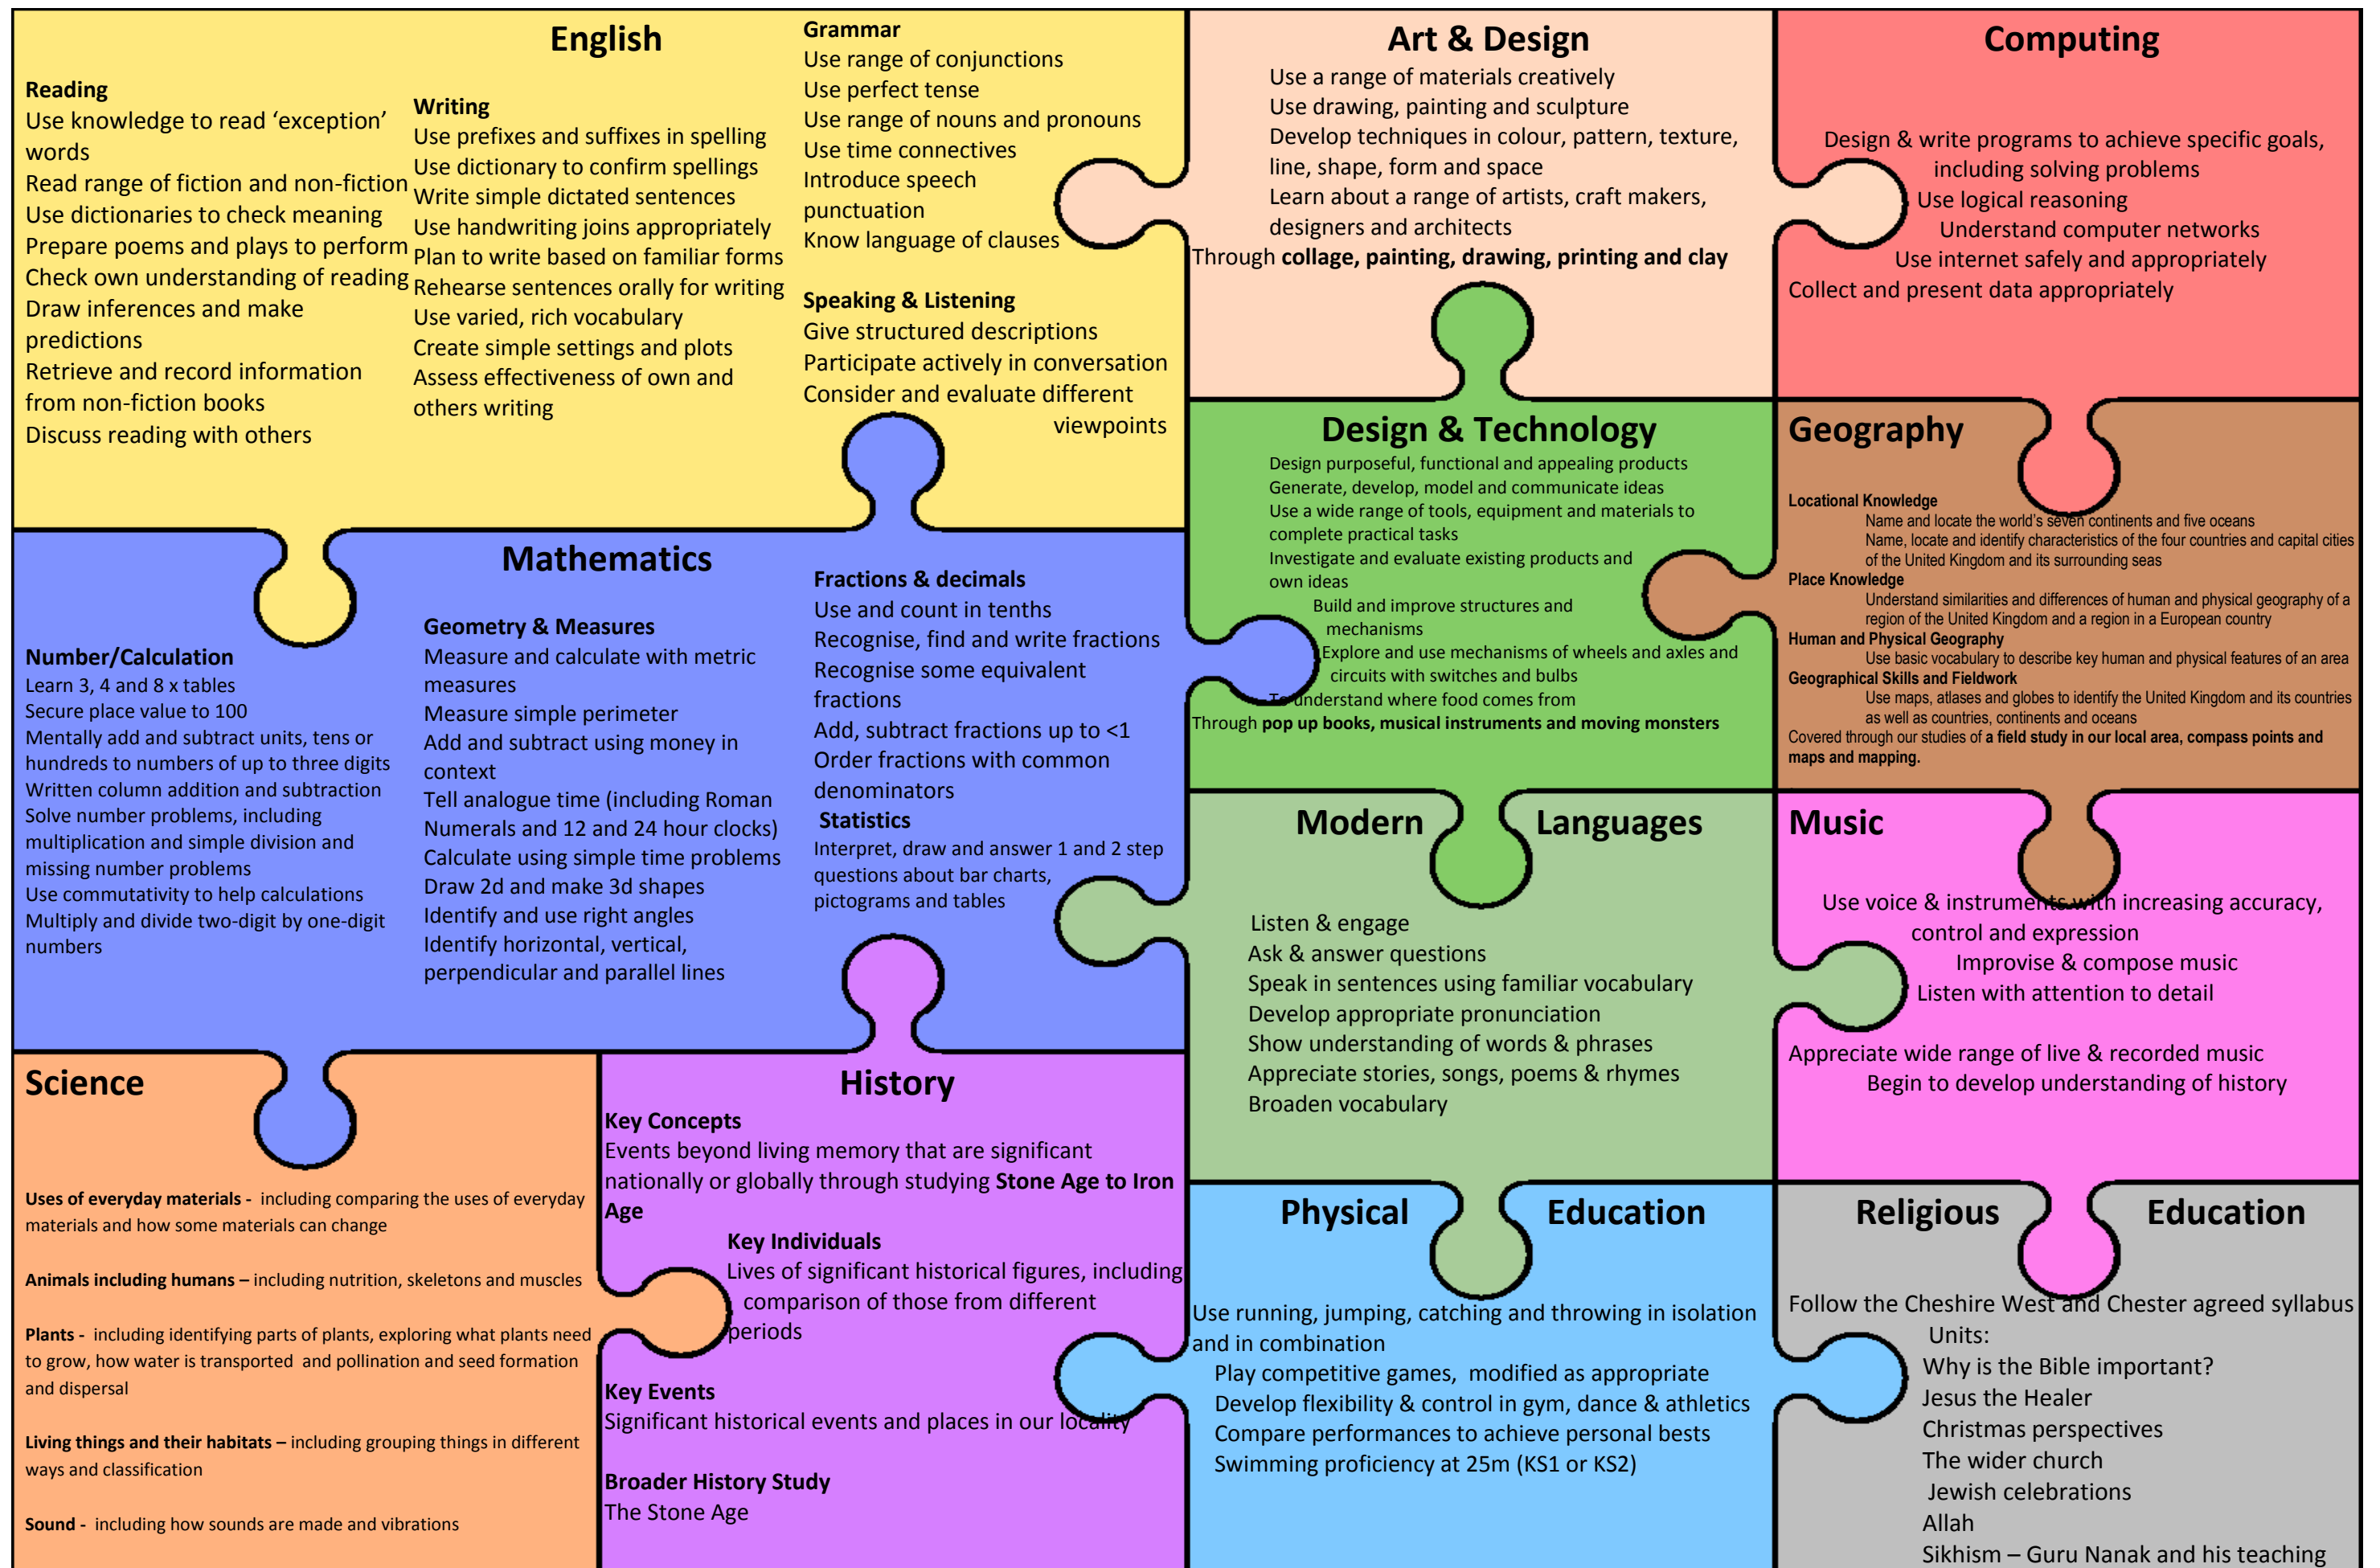 English
Reading
Use knowledge to read ‘exception’
words
Read range of fiction and non-fiction
Use dictionaries to check meaning
Prepare poems and plays to perform
Check own understanding of reading
Draw inferences and make
predictions
Retrieve and record information
from non-fiction books
Discuss reading with others
Writing
Use prefixes and suffixes in spelling
Use dictionary to confirm spellings
Write simple dictated sentences
Use handwriting joins appropriately
Plan to write based on familiar forms
Rehearse sentences orally for writing
Use varied, rich vocabulary
Create simple settings and plots
Assess effectiveness of own and
others writing
Grammar
Use range of conjunctions
Use perfect tense
Use range of nouns and pronouns
Use time connectives
Introduce speech
punctuation
Know language of clauses
Speaking & Listening
Give structured descriptions
Participate actively in conversation
Consider and evaluate different
viewpoints
Art & Design
Use a range of materials creatively
Use drawing, painting and sculpture
Develop techniques in colour, pattern, texture,
line, shape, form and space
Learn about a range of artists, craft makers,
designers and architects
Through collage, painting, drawing, printing and clay
Computing
Design & write programs to achieve specific goals,
including solving problems
Use logical reasoning
Understand computer networks
Use internet safely and appropriately
Collect and present data appropriately
Mathematics
Number/Calculation
Learn 3, 4 and 8 x tables
Secure place value to 100
Mentally add and subtract units, tens or
hundreds to numbers of up to three digits
Written column addition and subtraction
Solve number problems, including
multiplication and simple division and
missing number problems
Use commutativity to help calculations
Multiply and divide two-digit by one-digit
numbers
Geometry & Measures
Measure and calculate with metric
measures
Measure simple perimeter
Add and subtract using money in
context
Tell analogue time (including Roman
Numerals and 12 and 24 hour clocks)
Calculate using simple time problems
Draw 2d and make 3d shapes
Identify and use right angles
Identify horizontal, vertical,
perpendicular and parallel lines
Fractions & decimals
Use and count in tenths
Recognise, find and write fractions
Recognise some equivalent
fractions
Add, subtract fractions up to <1
Order fractions with common
denominators
Statistics
Interpret, draw and answer 1 and 2 step
questions about bar charts,
pictograms and tables
Design & Technology
Design purposeful, functional and appealing products
Generate, develop, model and communicate ideas
Use a wide range of tools, equipment and materials to
complete practical tasks
Investigate and evaluate existing products and
own ideas
Build and improve structures and
mechanisms
Explore and use mechanisms of wheels and axles and
circuits with switches and bulbs
To understand where food comes from
Through pop up books, musical instruments and moving monsters
Geography
Locational Knowledge
Name and locate the world’s seven continents and five oceans
Name, locate and identify characteristics of the four countries and capital cities
of the United Kingdom and its surrounding seas
Place Knowledge
Understand similarities and differences of human and physical geography of a
region of the United Kingdom and a region in a European country
Human and Physical Geography
Use basic vocabulary to describe key human and physical features of an area
Geographical Skills and Fieldwork
Use maps, atlases and globes to identify the United Kingdom and its countries
as well as countries, continents and oceans
Covered through our studies of a field study in our local area, compass points and
maps and mapping.
Modern Languages
Listen & engage
Ask & answer questions
Speak in sentences using familiar vocabulary
Develop appropriate pronunciation
Show understanding of words & phrases
Appreciate stories, songs, poems & rhymes
Broaden vocabulary
Music
Use voice & instruments with increasing accuracy,
control and expression
Improvise & compose music
Listen with attention to detail
Appreciate wide range of live & recorded music
Begin to develop understanding of history
Science
Uses of everyday materials - including comparing the uses of everyday
materials and how some materials can change
Animals including humans – including nutrition, skeletons and muscles
Plants - including identifying parts of plants, exploring what plants need
to grow, how water is transported and pollination and seed formation
and dispersal
Living things and their habitats – including grouping things in different
ways and classification
Sound - including how sounds are made and vibrations
History
Key Concepts
Events beyond living memory that are significant
nationally or globally through studying Stone Age to Iron
Age
Key Individuals
Lives of significant historical figures, including
comparison of those from different
periods
Key Events
Significant historical events and places in our locality
Broader History Study
The Stone Age
Physical Education
Use running, jumping, catching and throwing in isolation
and in combination
Play competitive games, modified as appropriate
Develop flexibility & control in gym, dance & athletics
Compare performances to achieve personal bests
Swimming proficiency at 25m (KS1 or KS2)
Religious Education
Follow the Cheshire West and Chester agreed syllabus
Units:
Why is the Bible important?
Jesus the Healer
Christmas perspectives
The wider church
Jewish celebrations
Allah
Sikhism – Guru Nanak and his teaching